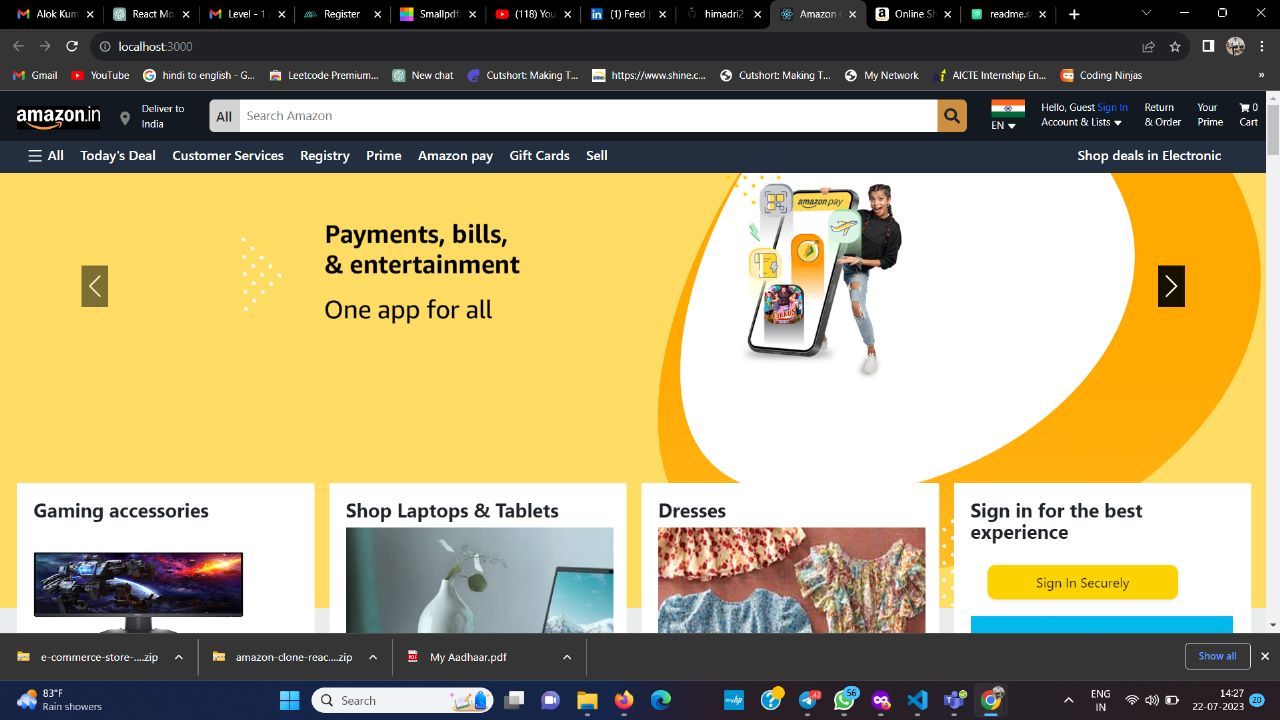 Alok Kum
React Mo
Level - 1 /
Register
Smallpdf.
(118) You
(1) Feed |
himadri2
Amazon C
Online Sh
readme.s
localhost:3000
Gmail
YouTube
hindi to english - G...
Leetcode Premium...
New chat
Cutshort: Making T...
https://www.shine.c...
Cutshort: Making T...
My Network
AICTE Internship En...
Coding Ninjas
»
amazon.in
Deliver to
India
All
Search Amazon
EN
Hello, Guest Sign In
Account & Lists
Return
& Order
Your
Prime
0
Cart
All
Today's Deal
Customer Services
Registry
Prime
Amazon pay
Gift Cards
Sell
Shop deals in Electronic
Payments, bills,
& entertainment
One app for all
amazon pay
Gaming accessories
Shop Laptops & Tablets
Dresses
Sign in for the best
experience
Sign In Securely
e-commerce-store-....zip
amazon-clone-reac....zip
PDF
My Aadhaar.pdf
Show all
83°F
Rain showers
Search
myhp
43
56
ENG
IN
14:27
22-07-2023
20